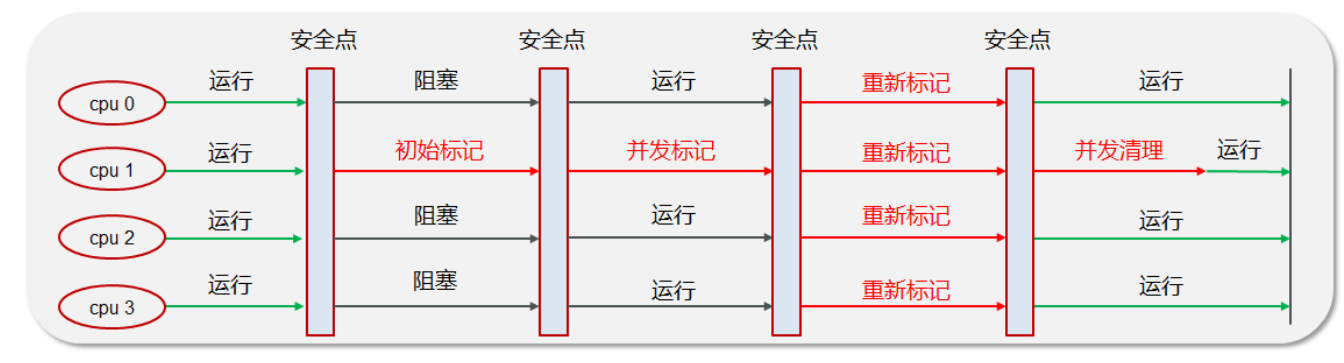 安全点 安全点 安全点 安全点
cpu 0 运行 阻塞 运行 重新标记 运行
cpu 1 运行 初始标记 并发标记 重新标记 并发清理 运行
cpu 2 运行 阻塞 运行 重新标记 运行
cpu 3 运行 阻塞 运行 重新标记 运行